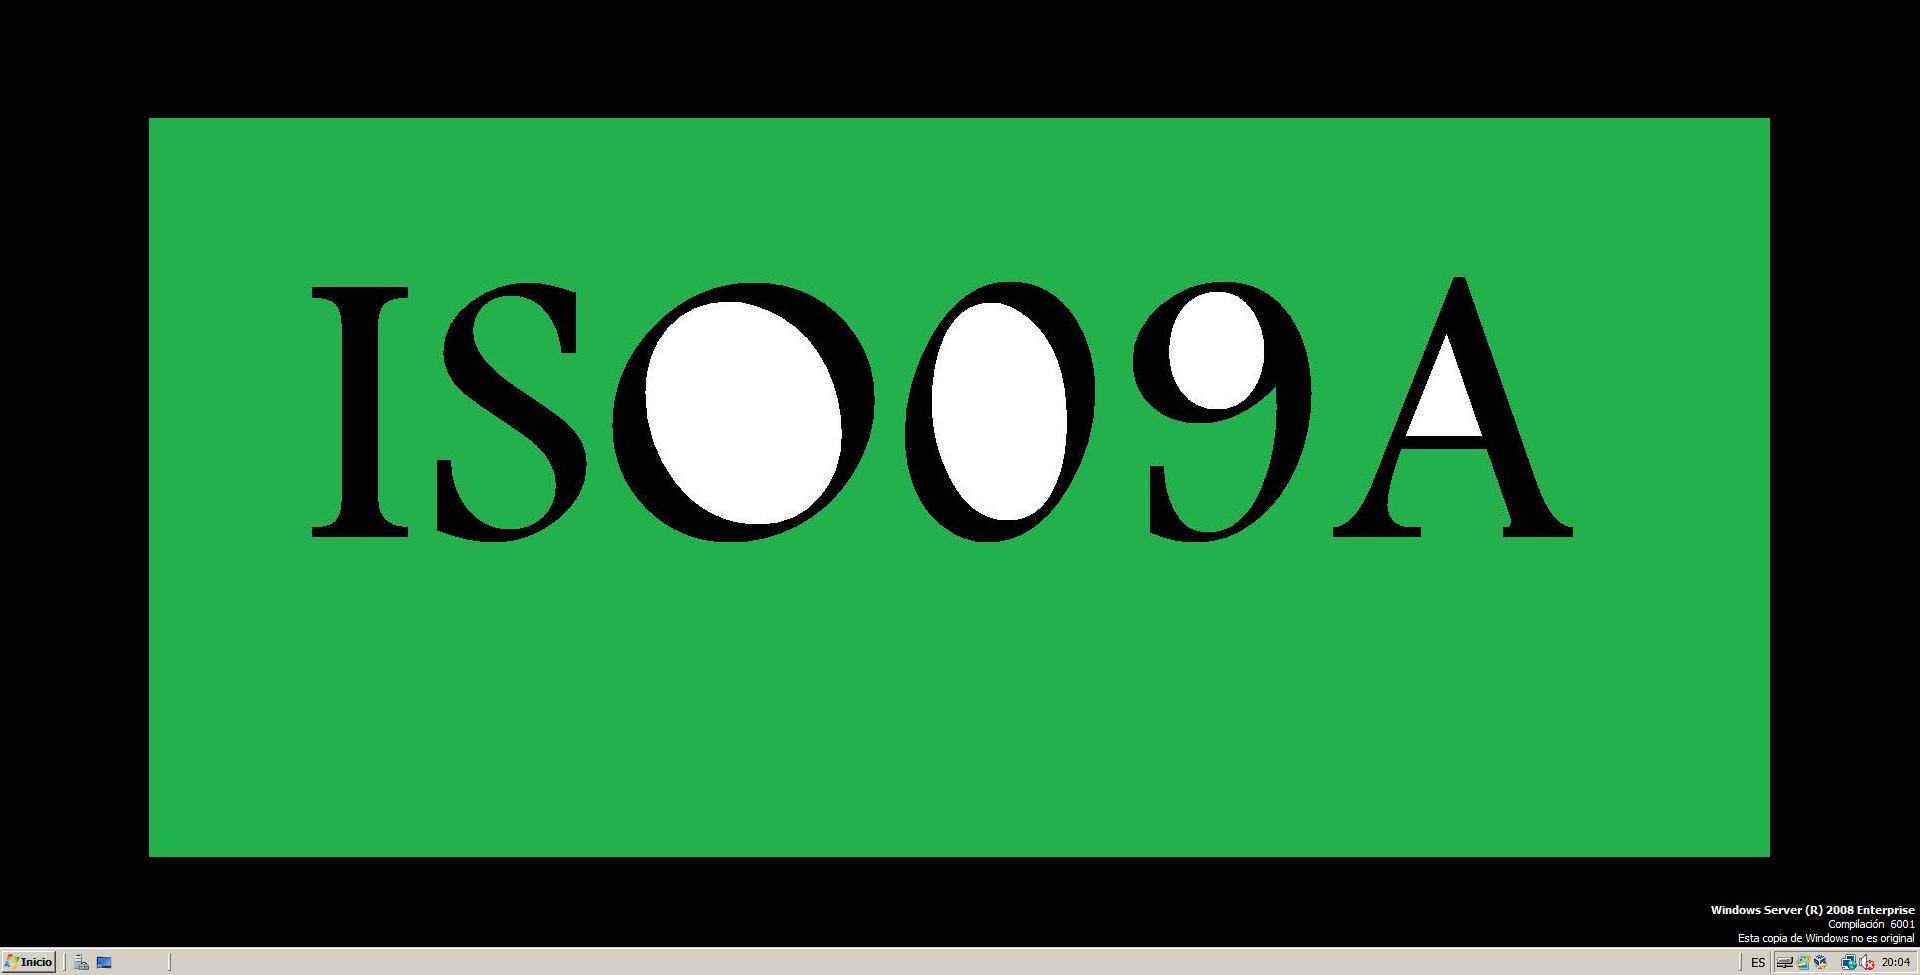 ISO09A
Windows Server (R) 2008 Enterprise
Compilación 6001
Esta copia de Windows no es original
Inicio
ES
20:04